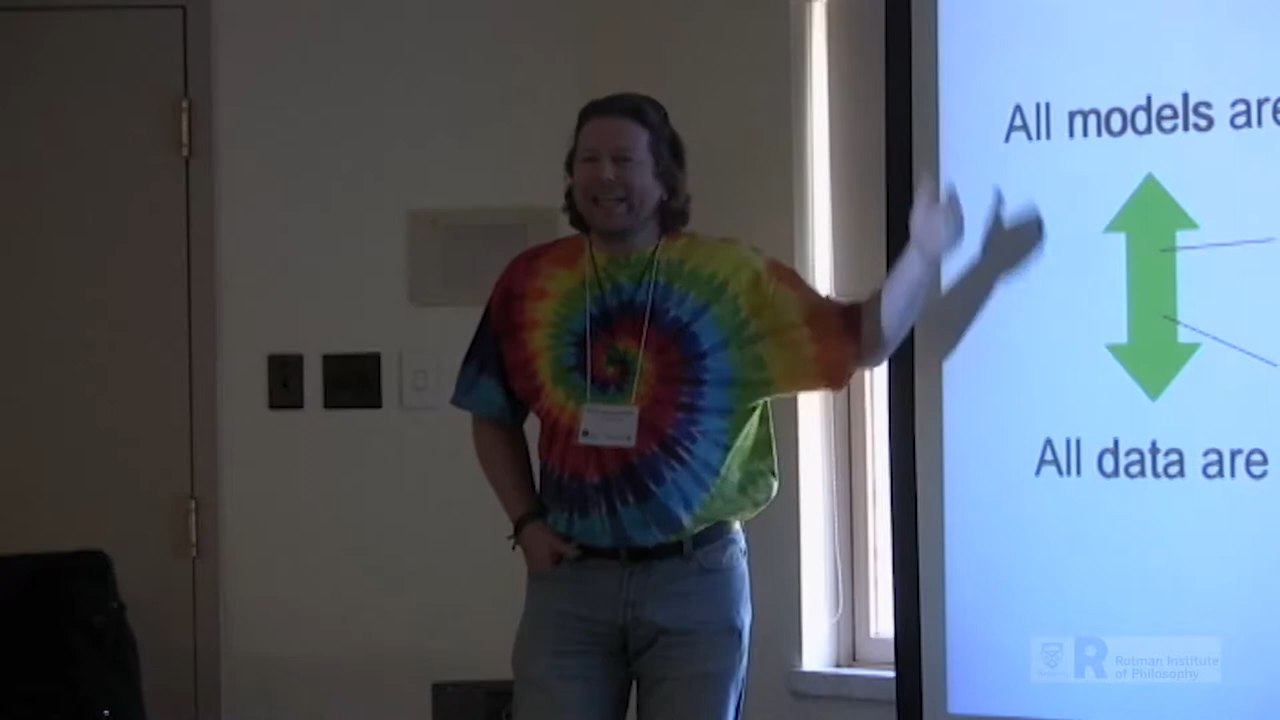 All models are
All data are
R
Rotman Institute
of Philosophy